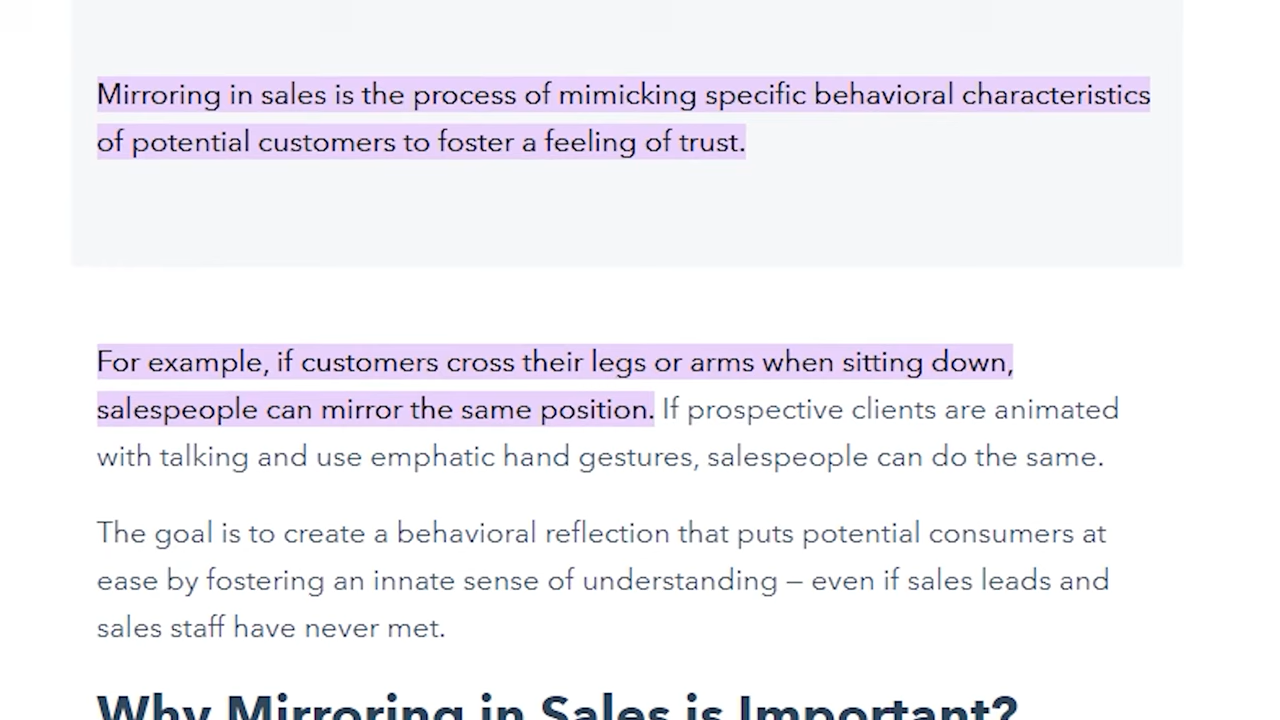 Mirroring in sales is the process of mimicking specific behavioral characteristics
of potential customers to foster a feeling of trust.
For example, if customers cross their legs or arms when sitting down,
salespeople can mirror the same position. If prospective clients are animated
with talking and use emphatic hand gestures, salespeople can do the same.
The goal is to create a behavioral reflection that puts potential consumers at
ease by fostering an innate sense of understanding – even if sales leads and
sales staff have never met.
Why Mirroring in Sales is Important?